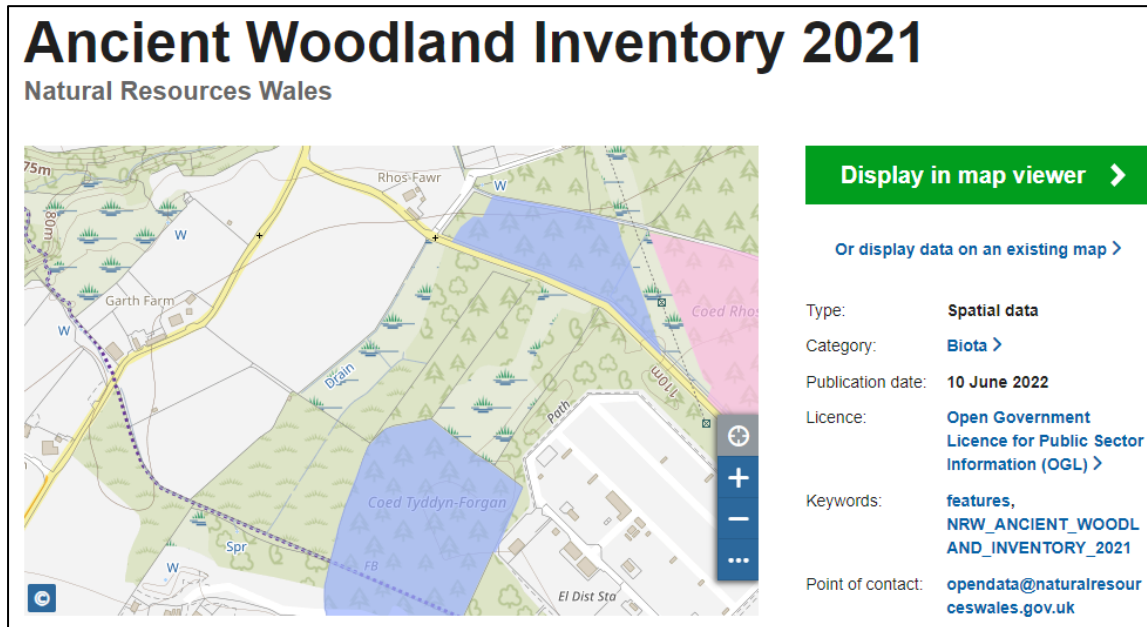 Ancient Woodland Inventory 2021
Natural Resources Wales
75m
80m
W
Garth Farm
W
W
Rhos Fawr
W
Drain
Coed Rhos
110m
Path
Coed Tyddyn-Forgan
Spr
FB
W
El Dist Sta
©
Display in map viewer
Or display data on an existing map
Type: Spatial data
Category: Biota
Publication date: 10 June 2022
Licence: Open Government
Licence for Public Sector
Information (OGL)
Keywords: features,
NRW_ANCIENT_WOODL
AND_INVENTORY_2021
Point of contact: opendata@naturalresour
ceswales.gov.uk